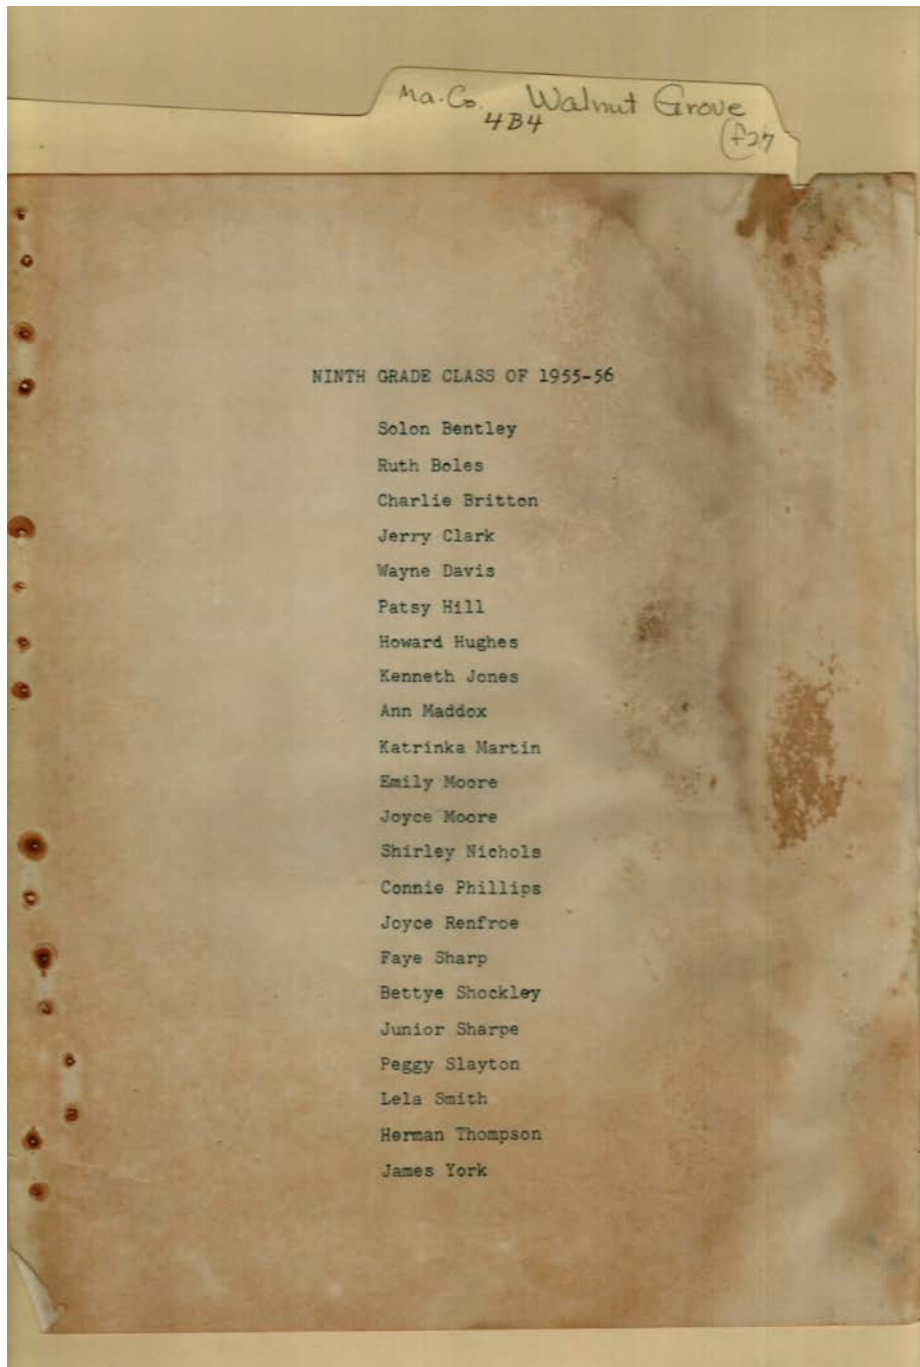 Ma. Co. Walnut Grove
4B4
(f27
NINTH GRADE CLASS OF 1955-56
Solon Bentley
Ruth Boles
Charlie Britton
Jerry Clark
Wayne Davis
Patsy Hill
Howard Hughes
Kenneth Jones
Ann Maddox
Katrinka Martin
Emily Moore
Joyce Moore
Shirley Nichols
Connie Phillips
Joyce Renfroe
Faye Sharp
Bettye Shockley
Junior Sharpe
Peggy Slayton
Lela Smith
Herman Thompson
James York